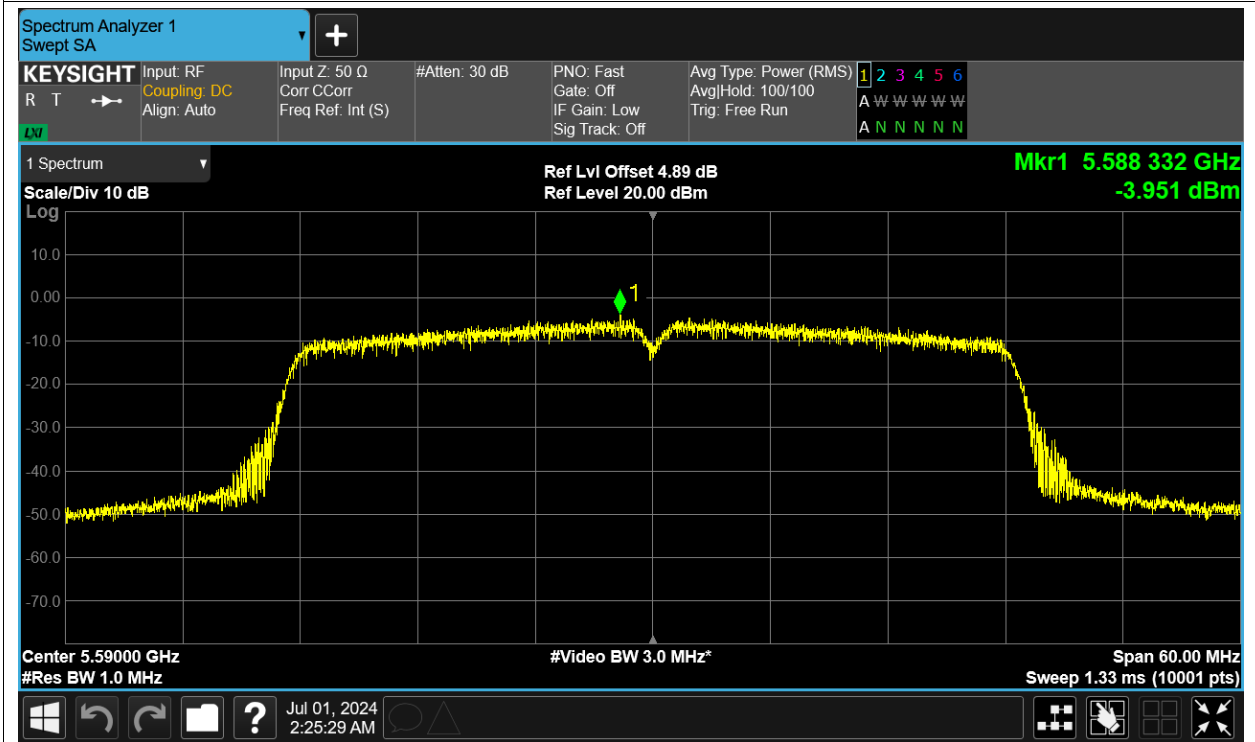 Spectrum Analyzer 1
Swept SA
+
KEYSIGHT
R T
LXI
Input: RF
Coupling: DC
Align: Auto
Input Z: 50 Ω
Corr CCorr
Freq Ref: Int (S)
#Atten: 30 dB
PNO: Fast
Gate: Off
IF Gain: Low
Sig Track: Off
Avg Type: Power (RMS)
Avg|Hold: 100/100
Trig: Free Run
1 2 3 4 5 6
A W W W W W
A N N N N N
1 Spectrum
Scale/Div 10 dB
Log
Ref Lvl Offset 4.89 dB
Ref Level 20.00 dBm
Mkr1 5.588 332 GHz
-3.951 dBm
10.0
0.00
-10.0
-20.0
-30.0
-40.0
-50.0
-60.0
-70.0
1
Center 5.59000 GHz
#Res BW 1.0 MHz
#Video BW 3.0 MHz*
Span 60.00 MHz
Sweep 1.33 ms (10001 pts)
?
Jul 01, 2024
2:25:29 AM